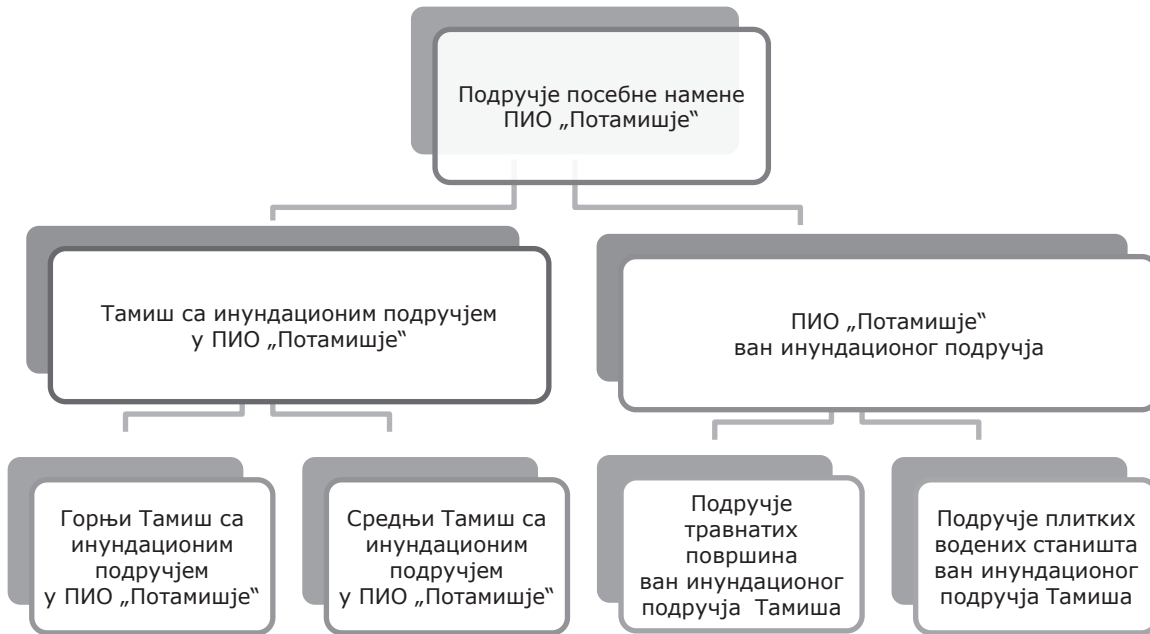 Подручје посебне намене
ПИО „Потамишје“
Тамиш са инундационим подручјем
у ПИО „Потамишје“
ПИО „Потамишје“
ван инундационог подручја
Горњи Тамиш са
инундационим
подручјем
у ПИО „Потамишје“
Средњи Тамиш са
инундационим
подручјем
у ПИО „Потамишје“
Подручје
травнатих
површина
ван инундационог
подручја Тамиша
Подручје плитких
водених станишта
ван инундационог
подручја Тамиша